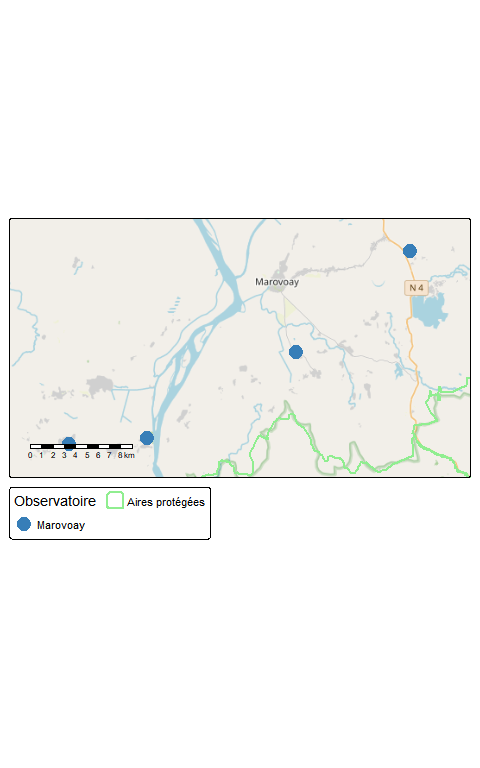 Marovoay
N 4
0 1 2 3 4 5 6 7 8 km
Observatoire
Aires protégées
Marovoay